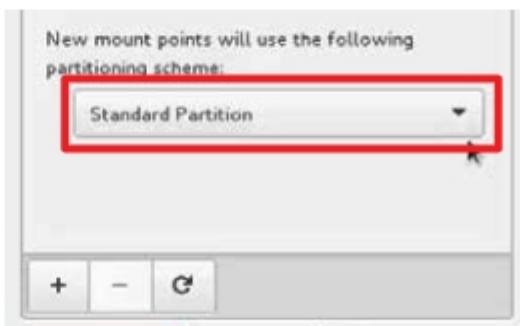 New mount points will use the following
partitioning scheme:
Standard Partition
+ -